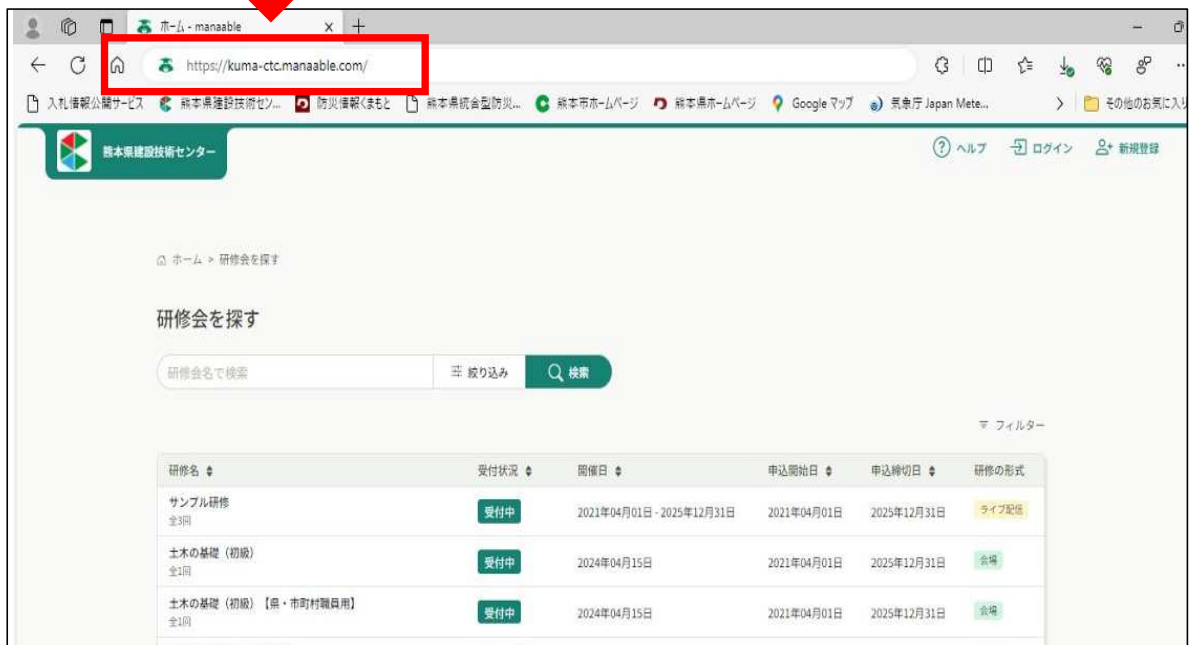 ホーム - manaable
https://kuma-ctc.manaable.com/
入札情報公開サービス 熊本県建設技術セン... 防災情報くまもと 熊本県統合型防災... 熊本市ホームページ 熊本県ホームページ Google マップ 気象庁 Japan Mete... その他のお気に入り
熊本県建設技術センター
ヘルプ ログイン 新規登録
ホーム > 研修会を探す
研修会を探す
研修会名で検索 絞り込み 検索
フィルター
研修名 受付状況 開催日 申込開始日 申込締切日 研修の形式
サンプル研修 受付中 2021年04月01日 - 2025年12月31日 2021年04月01日 2025年12月31日 ライブ配信
全3回
土木の基礎（初級） 受付中 2024年04月15日 2021年04月01日 2025年12月31日 会場
全1回
土木の基礎（初級）【県・市町村職員用】 受付中 2024年04月15日 2021年04月01日 2025年12月31日 会場
全1回